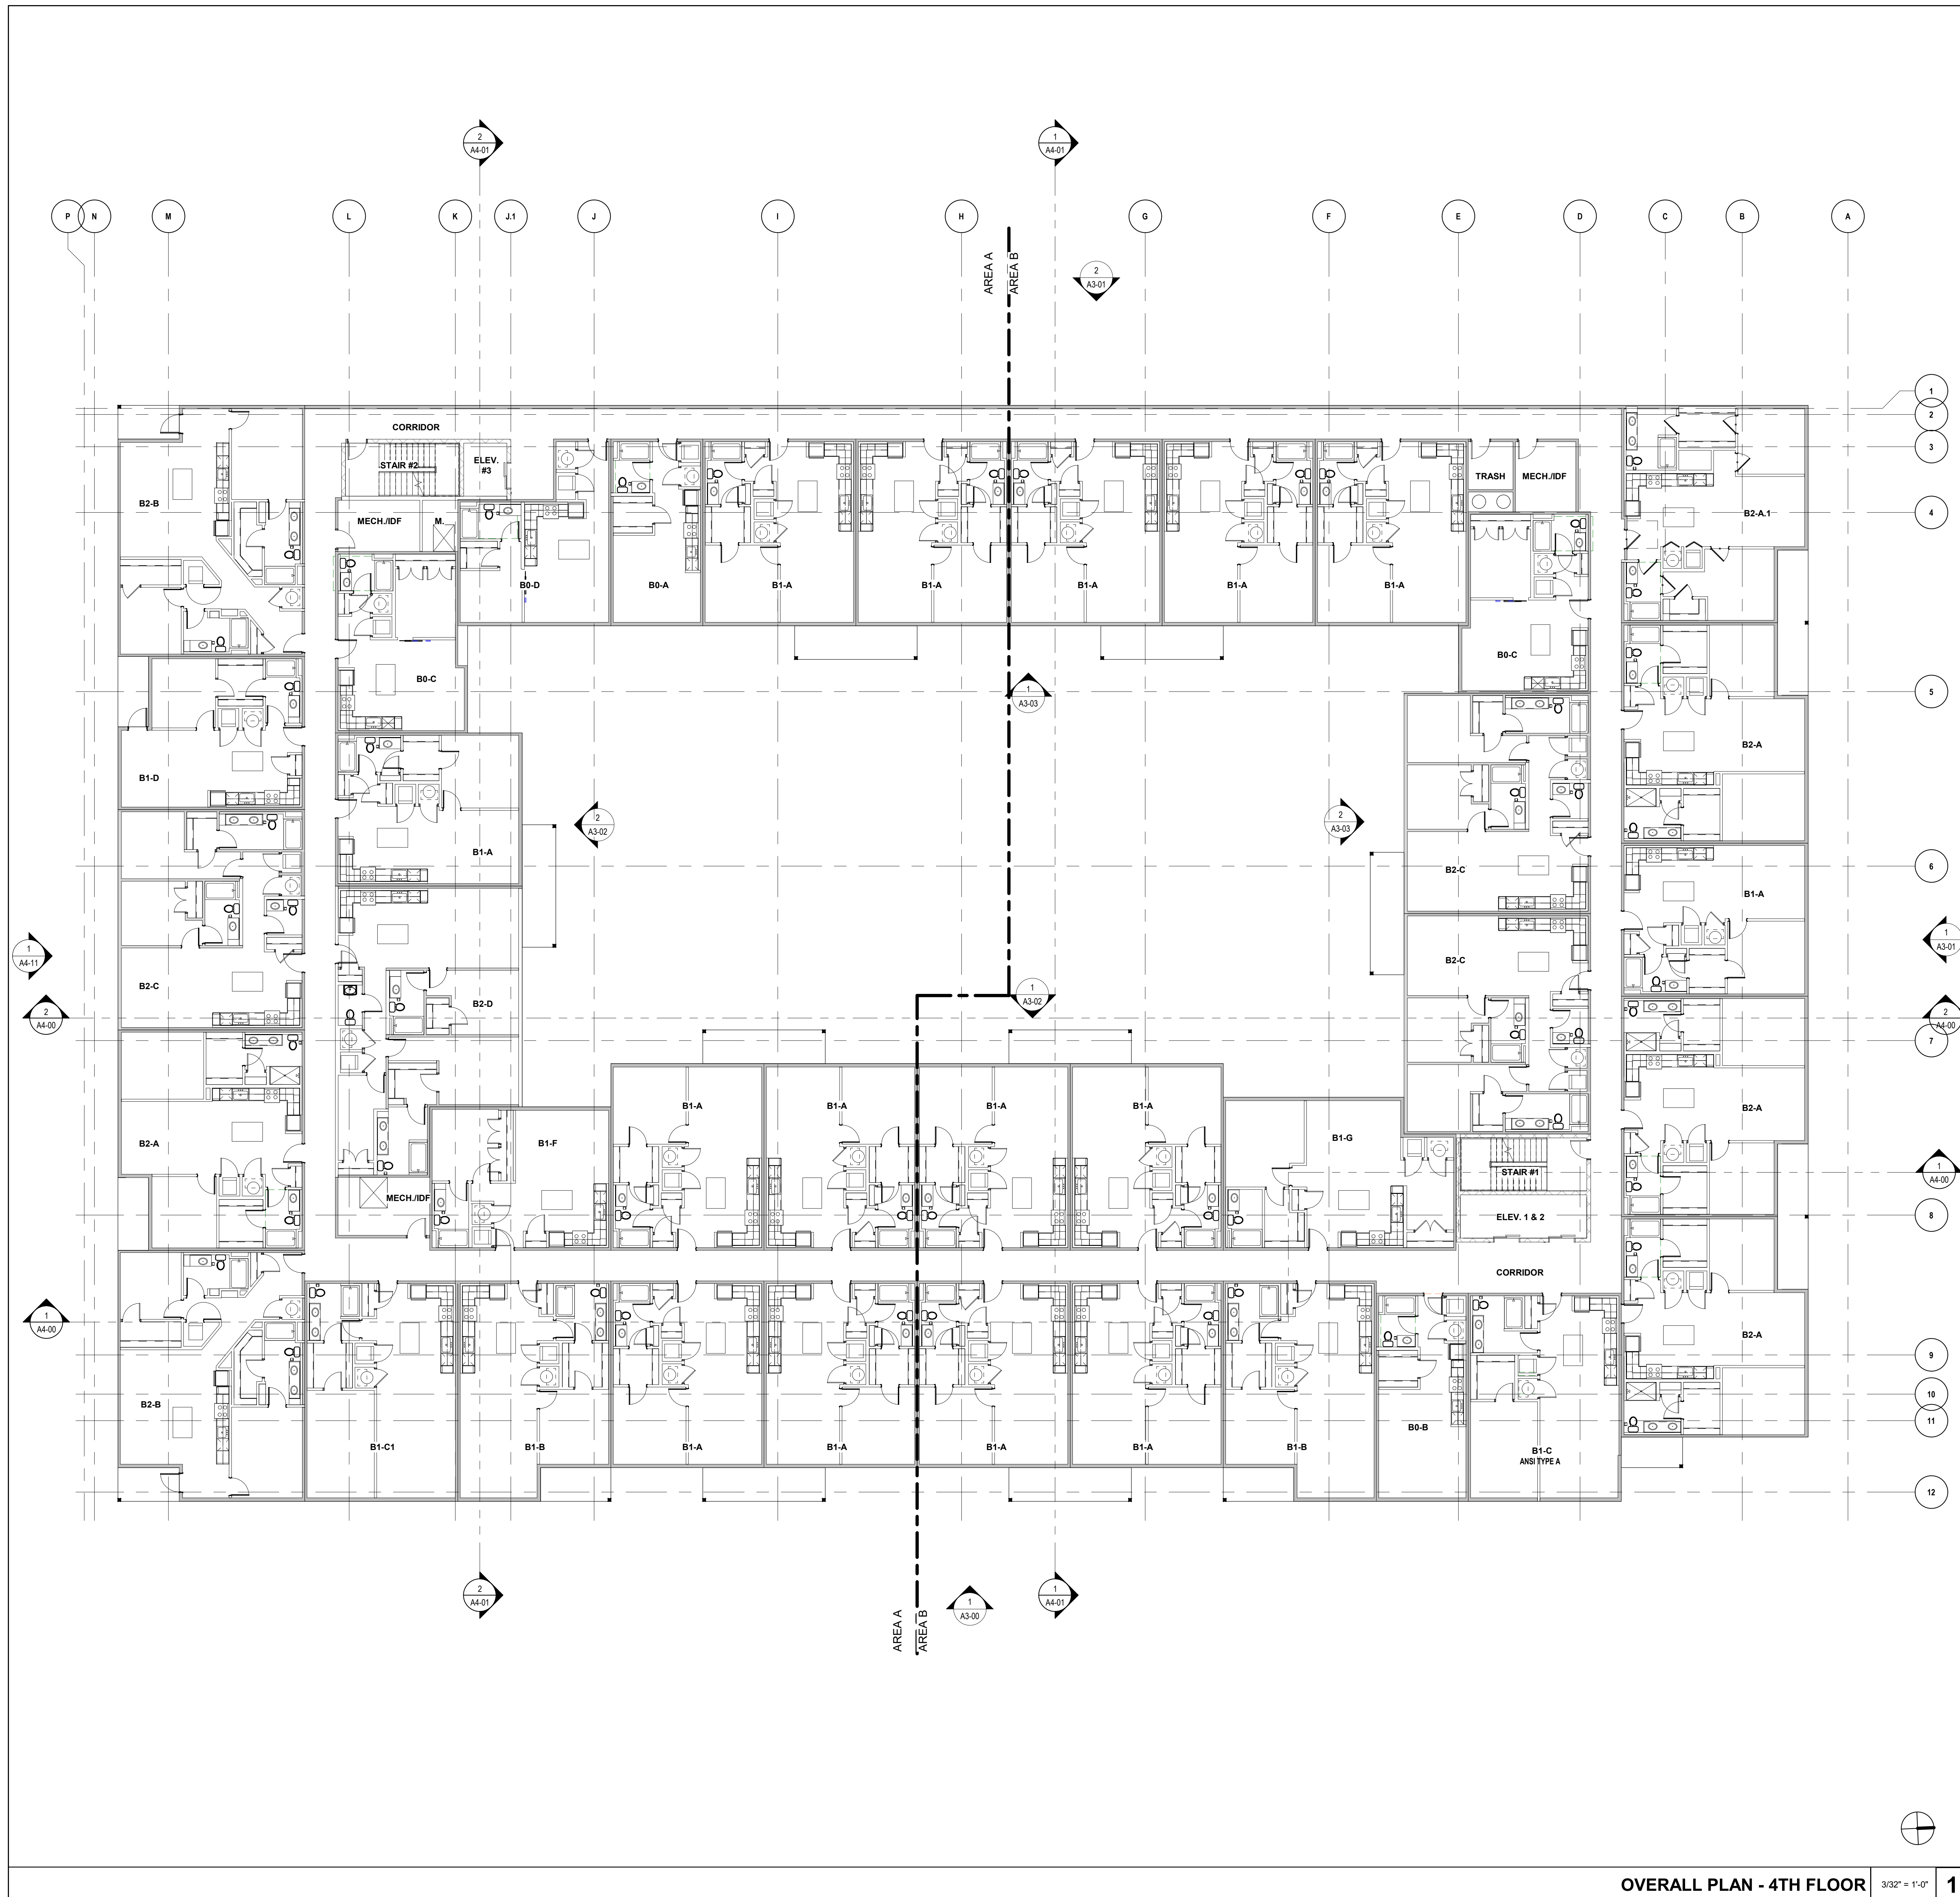 2
A4-01
1
A4-01
P
N
M
L
K
J.1
J
I
H
G
F
E
D
C
B
A
AREA A
AREA B
2
A3-01
1
2
3
4
5
6
7
8
9
10
11
12
CORRIDOR
STAIR #2
ELEV.
#3
TRASH
MECH./IDF
B2-B
MECH./IDF
M.
B2-A.1
B0-D
B0-A
B1-A
B1-A
B1-A
B1-A
B1-A
B0-C
B0-C
1
A3-03
B1-D
B2-A
2
A3-02
2
A3-03
B1-A
B2-C
B1-A
1
A4-11
B2-C
B2-C
1
A3-01
B2-D
1
A3-02
2
A4-00
2
A4-00
B2-A
B1-F
B1-A
B1-A
B1-A
B1-A
B1-G
B2-A
STAIR #1
1
A4-00
MECH./IDF
ELEV. 1 & 2
CORRIDOR
1
A4-00
B2-A
B2-B
B1-C1
B1-B
B1-A
B1-A
B1-A
B1-A
B1-B
B0-B
B1-C
ANSI TYPE A
2
A4-01
1
A3-00
1
A4-01
AREA A
AREA B
OVERALL PLAN - 4TH FLOOR
3/32" = 1'-0"
1